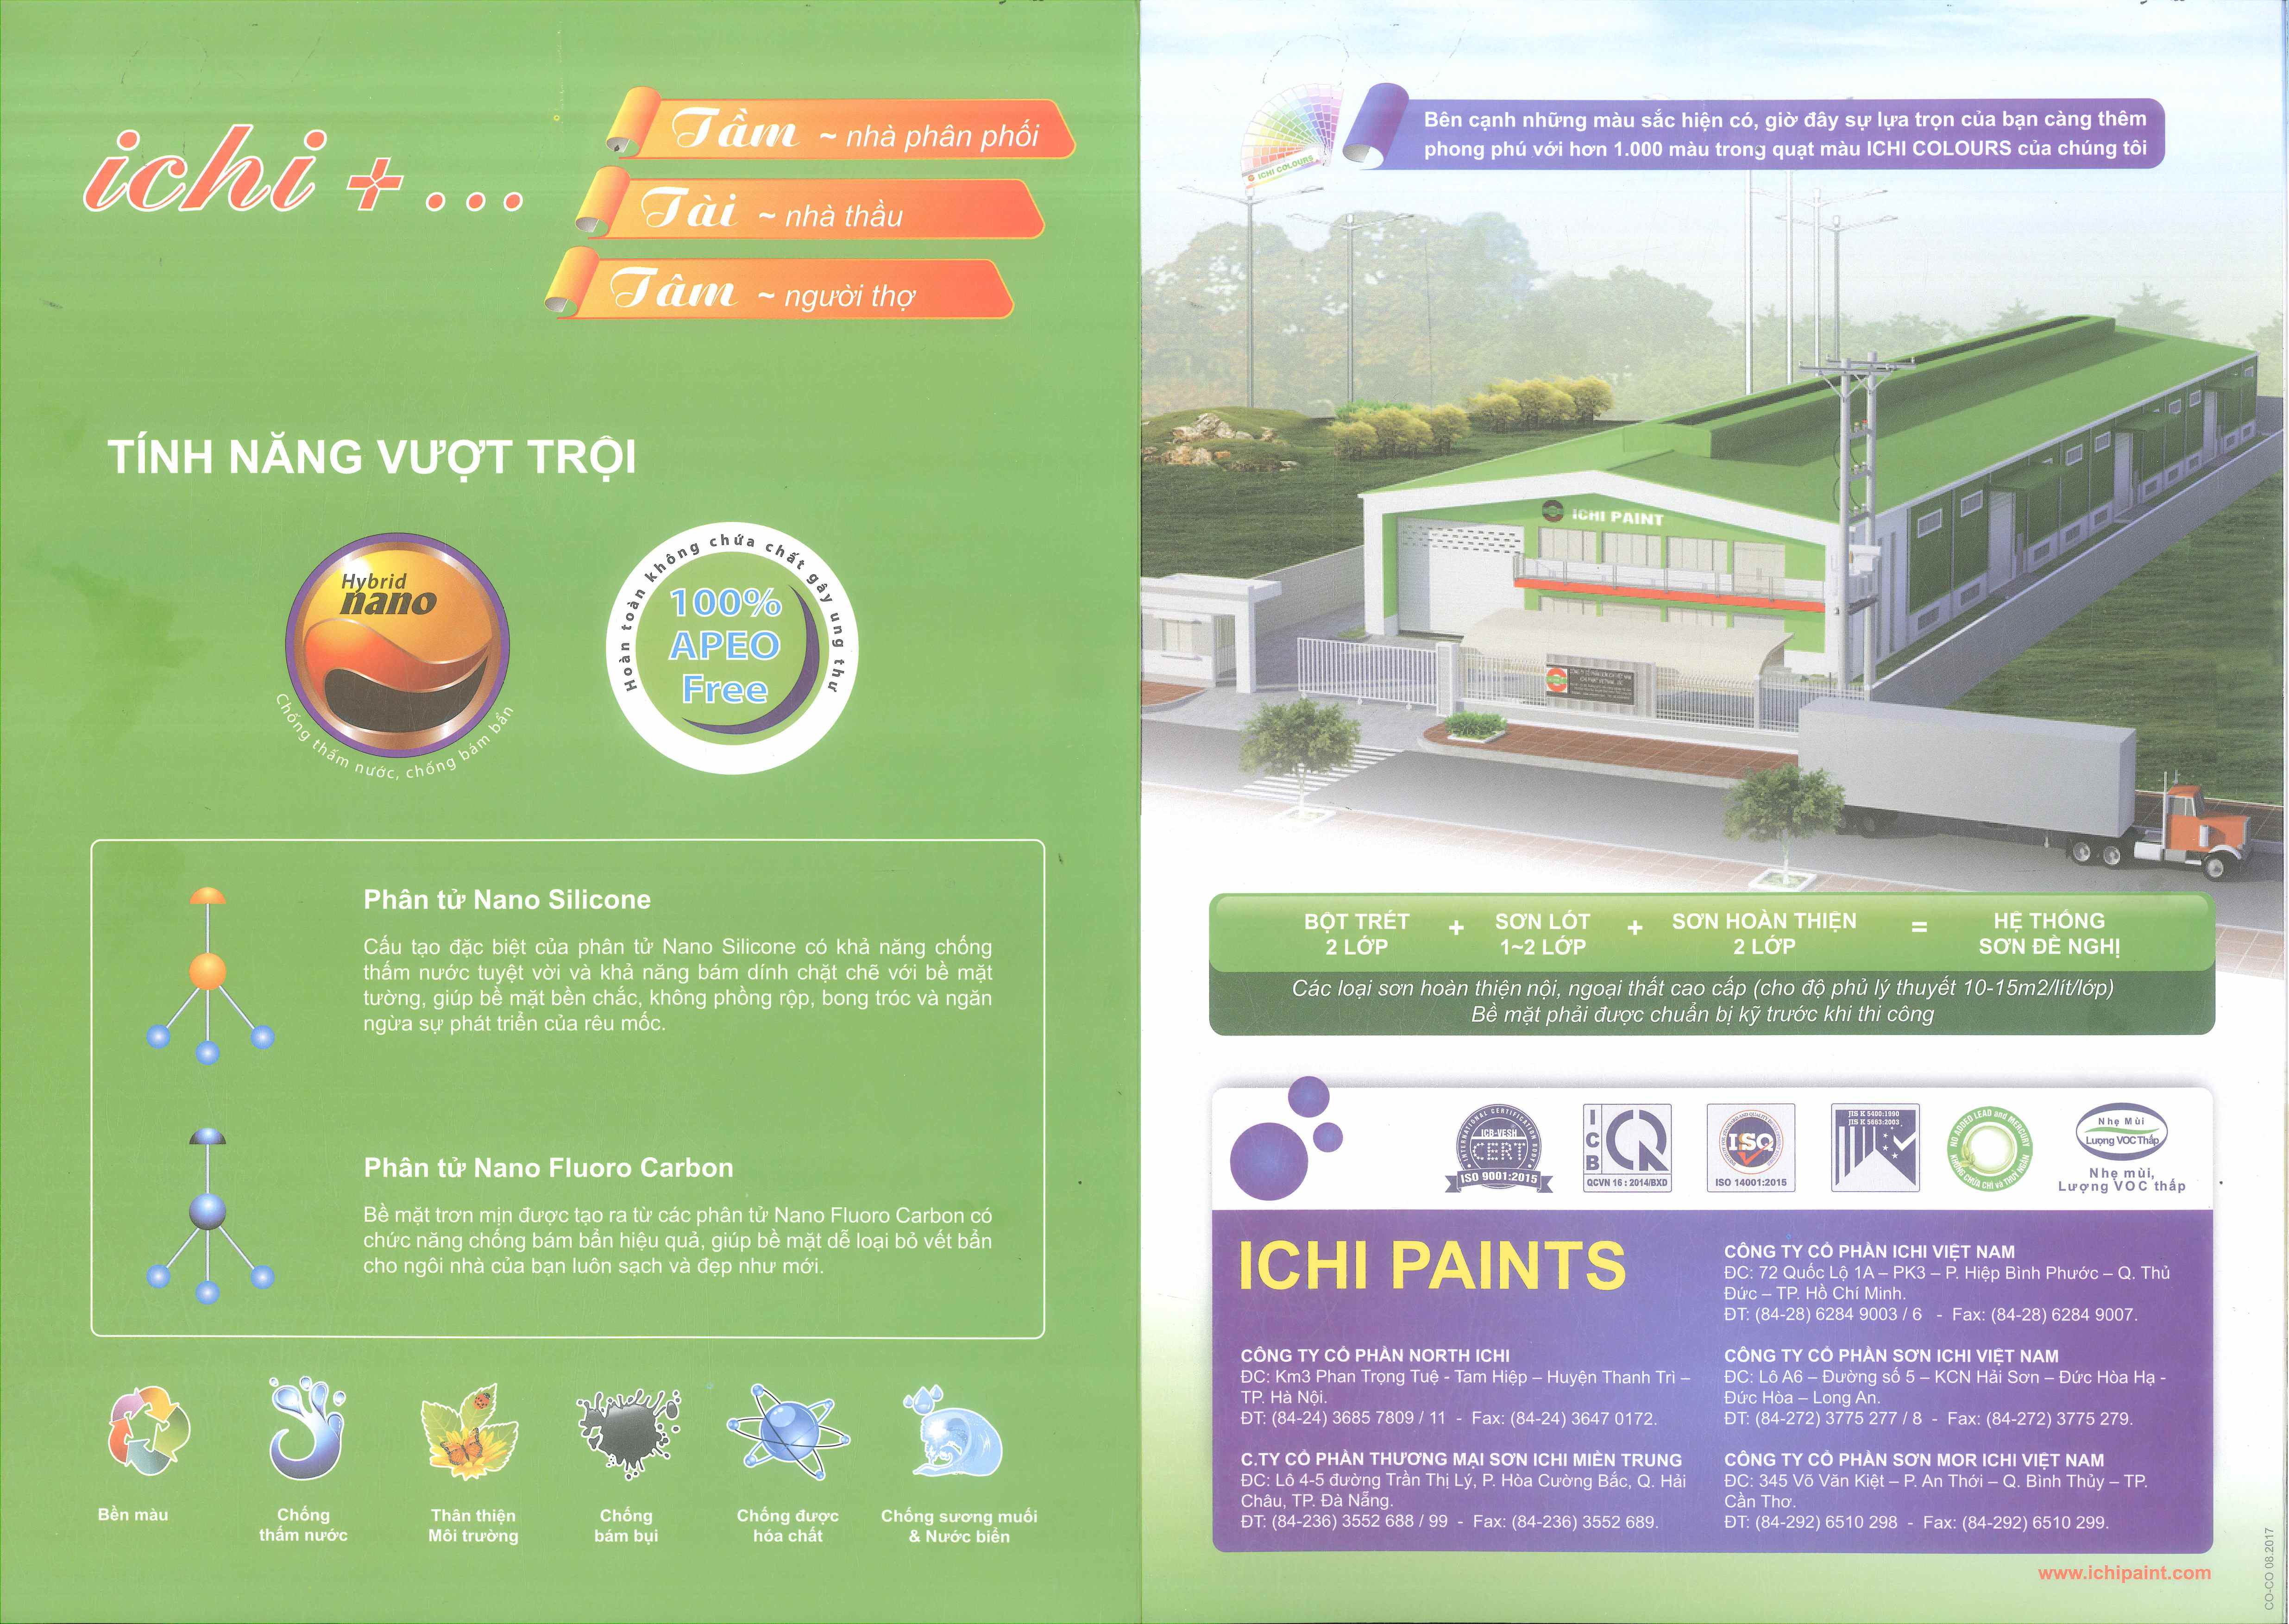 ichi + ...
Tầm ~ nhà phân phối
Tài ~ nhà thầu
Tâm ~ người thợ
TÍNH NĂNG VƯỢT TRỘI
Hybrid
nano
Chống thấm nước, chống bám bẩn
Hoàn toàn không chứa chất gây ung thư
100%
APEO
Free
Phân tử Nano Silicone
Cấu tạo đặc biệt của phân tử Nano Silicone có khả năng chống
thấm nước tuyệt vời và khả năng bám dính chặt chẽ với bề mặt
tường, giúp bề mặt bền chắc, không phồng rộp, bong tróc và ngăn
ngừa sự phát triển của rêu mốc.
Phân tử Nano Fluoro Carbon
Bề mặt trơn mịn được tạo ra từ các phân tử Nano Fluoro Carbon có
chức năng chống bám bẩn hiệu quả, giúp bề mặt dễ loại bỏ vết bẩn
cho ngôi nhà của bạn luôn sạch và đẹp như mới.
Bền màu
Chống
thấm nước
Thân thiện
Môi trường
Chống
bám bụi
Chống được
hóa chất
Chống sương muối
& Nước biển
ICHI COLOURS
Bên cạnh những màu sắc hiện có, giờ đây sự lựa trọn của bạn càng thêm
phong phú với hơn 1.000 màu trong quạt màu ICHI COLOURS của chúng tôi
ICHI PAINT
BỘT TRÉT + SƠN LÓT + SƠN HOÀN THIỆN = HỆ THỐNG
2 LỚP 1~2 LỚP 2 LỚP SƠN ĐỀ NGHỊ
Các loại sơn hoàn thiện nội, ngoại thất cao cấp (cho độ phủ lý thuyết 10-15m2/lít/lớp)
Bề mặt phải được chuẩn bị kỹ trước khi thi công
INTERNATIONAL CERTIFICATION BODY
ICB-VESH
CERT
ISO 9001:2015
ICB
QCVN 16 : 2014/BXD
ISO
ISO 14001:2015
JIS K 5400:1990
JIS K 5663:2003
NO ADDED LEAD and MERCURY
KHÔNG CHỨA CHÌ và THỦY NGÂN
Nhẹ Mùi
Lượng VOC Thấp
Nhẹ mùi,
Lượng VOC thấp
ICHI PAINTS
CÔNG TY CỔ PHẦN ICHI VIỆT NAM
ĐC: 72 Quốc Lộ 1A – PK3 – P. Hiệp Bình Phước – Q. Thủ
Đức – TP. Hồ Chí Minh.
ĐT: (84-28) 6284 9003 / 6 - Fax: (84-28) 6284 9007.
CÔNG TY CỔ PHẦN NORTH ICHI
ĐC: Km3 Phan Trọng Tuệ - Tam Hiệp – Huyện Thanh Trì –
TP. Hà Nội.
ĐT: (84-24) 3685 7809 / 11 - Fax: (84-24) 3647 0172.
CÔNG TY CỔ PHẦN SƠN ICHI VIỆT NAM
ĐC: Lô A6 – Đường số 5 – KCN Hải Sơn – Đức Hòa Hạ -
Đức Hòa – Long An.
ĐT: (84-272) 3775 277 / 8 - Fax: (84-272) 3775 279.
C.TY CỔ PHẦN THƯƠNG MẠI SƠN ICHI MIỀN TRUNG
ĐC: Lô 4-5 đường Trần Thị Lý, P. Hòa Cường Bắc, Q. Hải
Châu, TP. Đà Nẵng.
ĐT: (84-236) 3552 688 / 99 - Fax: (84-236) 3552 689.
CÔNG TY CỔ PHẦN SƠN MOR ICHI VIỆT NAM
ĐC: 345 Võ Văn Kiệt – P. An Thới – Q. Bình Thủy – TP.
Cần Thơ.
ĐT: (84-292) 6510 298 - Fax: (84-292) 6510 299.
www.ichipaint.com
CO-CO 08.2017